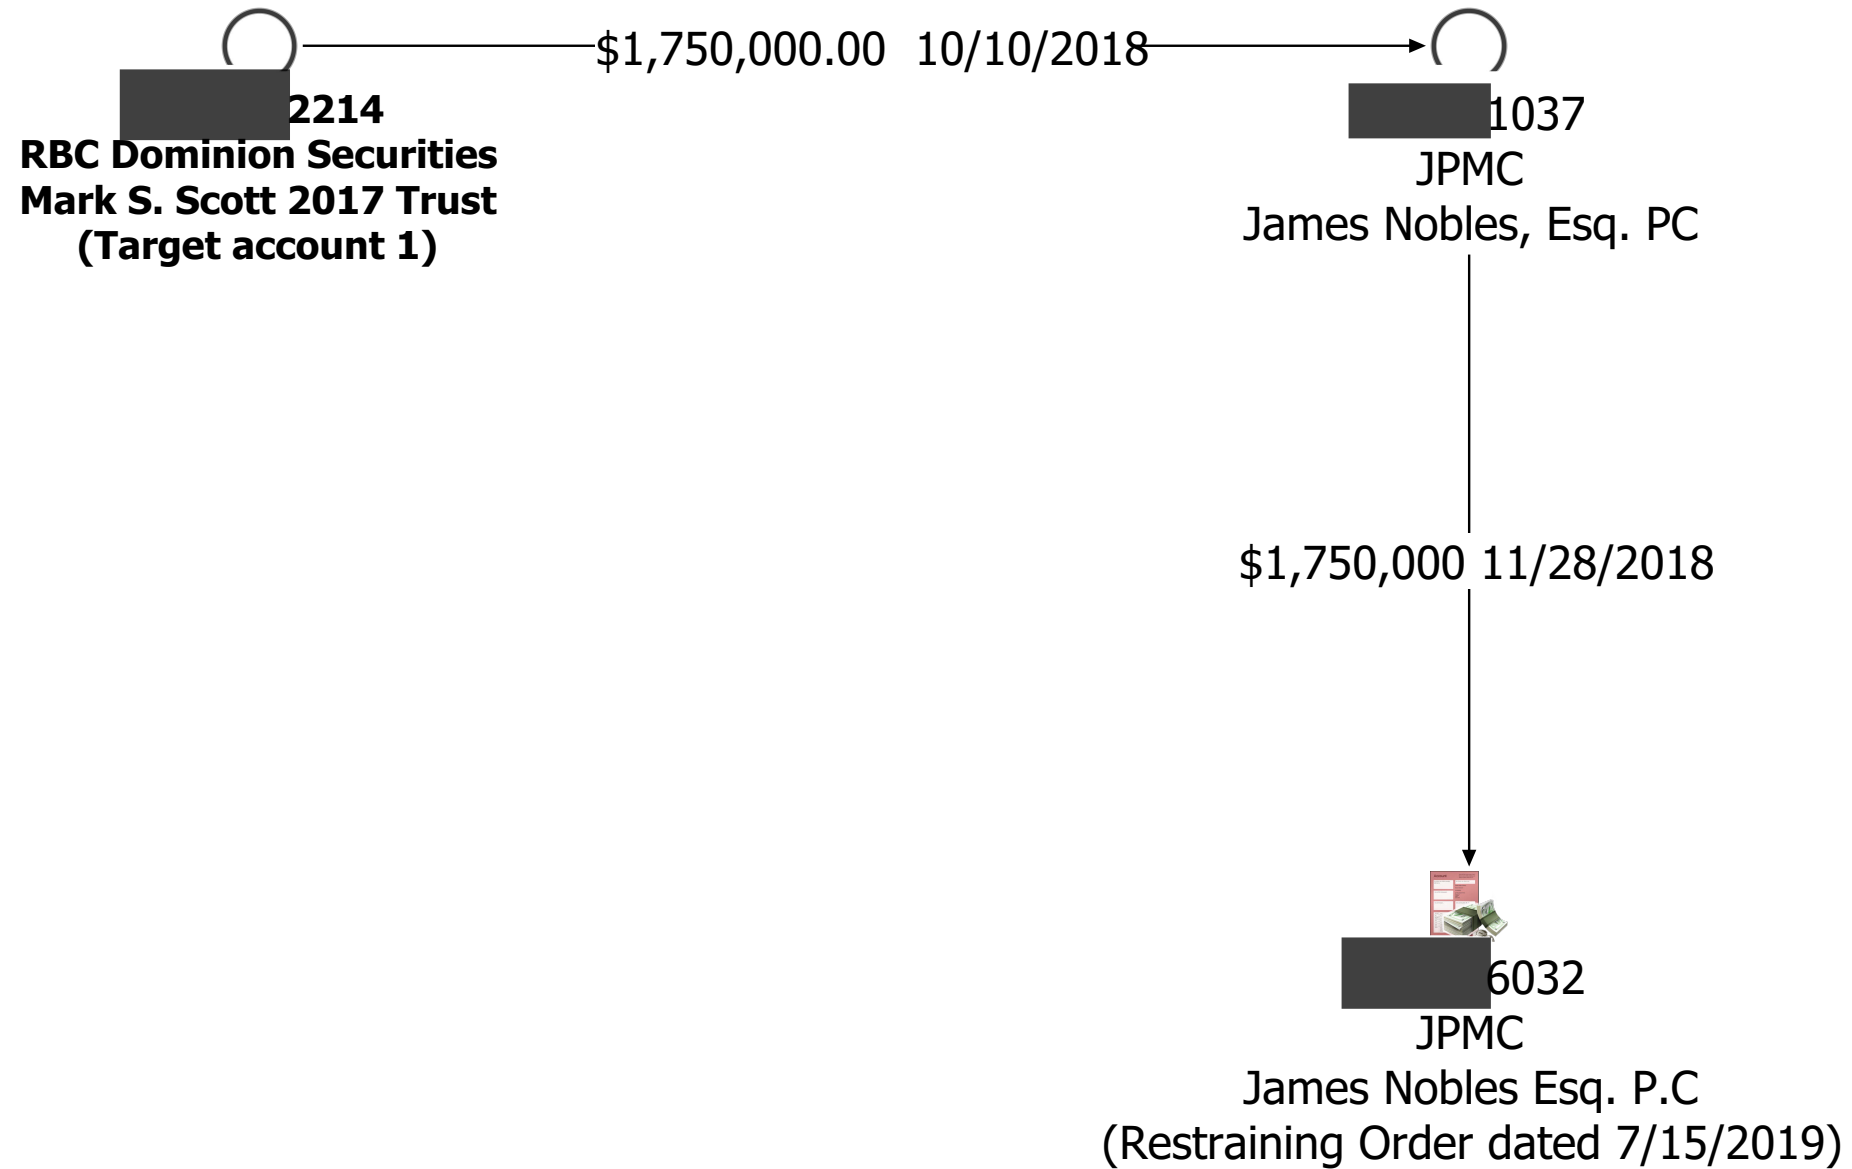 $1,750,000.00  10/10/2018
2214
RBC Dominion Securities
Mark S. Scott 2017 Trust
(Target account 1)
1037
JPMC
James Nobles, Esq. PC
$1,750,000 11/28/2018
6032
JPMC
James Nobles Esq. P.C
(Restraining Order dated 7/15/2019)